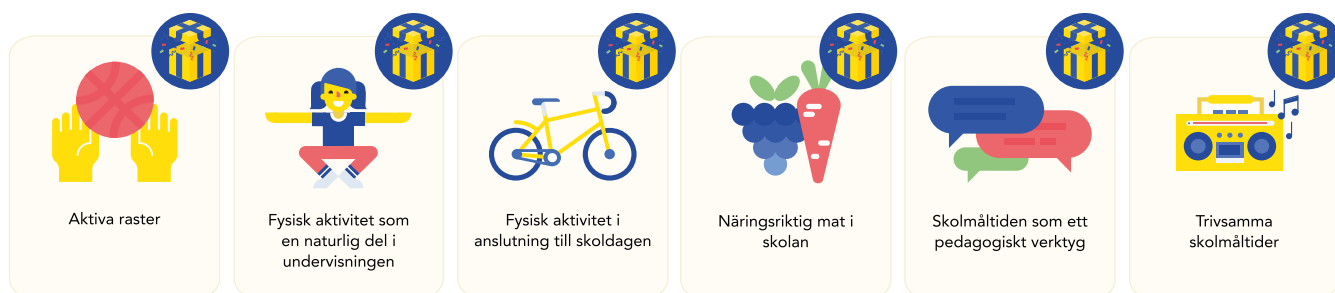 Aktiva raster
Fysisk aktivitet som
en naturlig del i
undervisningen
Fysisk aktivitet i
anslutning till skoldagen
Näringsriktig mat i
skolan
Skolmåltiden som ett
pedagogiskt verktyg
Trivsamma
skolmåltider